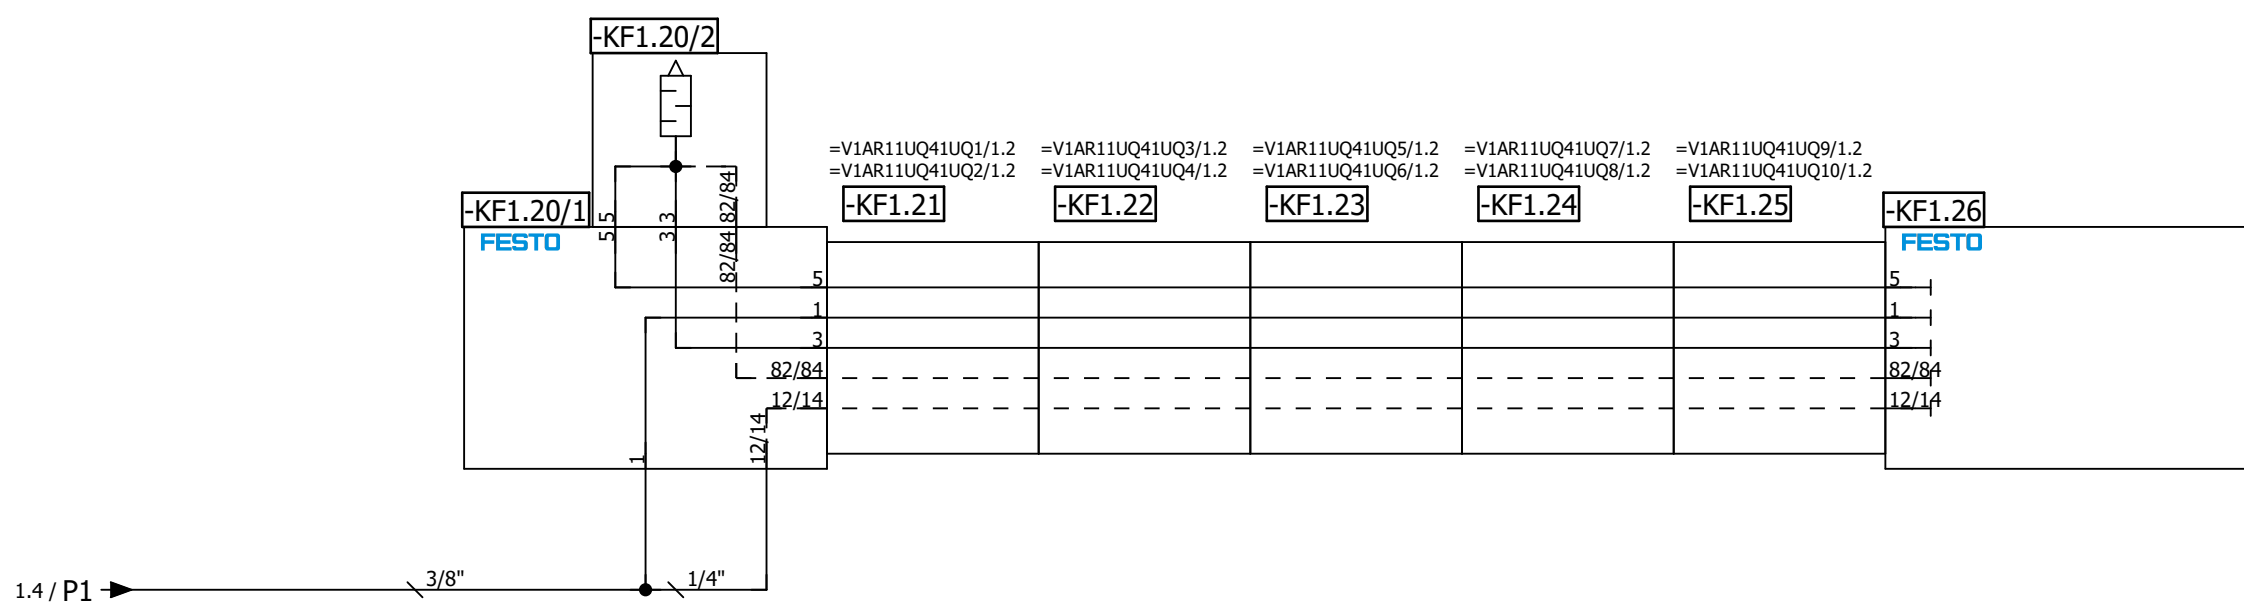 -KF1.20/2
=V1AR11UQ41UQ1/1.2
=V1AR11UQ41UQ2/1.2
-KF1.21
=V1AR11UQ41UQ3/1.2
=V1AR11UQ41UQ4/1.2
-KF1.22
=V1AR11UQ41UQ5/1.2
=V1AR11UQ41UQ6/1.2
-KF1.23
=V1AR11UQ41UQ7/1.2
=V1AR11UQ41UQ8/1.2
-KF1.24
=V1AR11UQ41UQ9/1.2
=V1AR11UQ41UQ10/1.2
-KF1.25
-KF1.20/1
FESTO
5
3
82/84
5
3
82/84
-KF1.26
FESTO
5
1
3
82/84
12/14
5
1
3
82/84
12/14
1
12/14
1.4 / P1
3/8"
1/4"